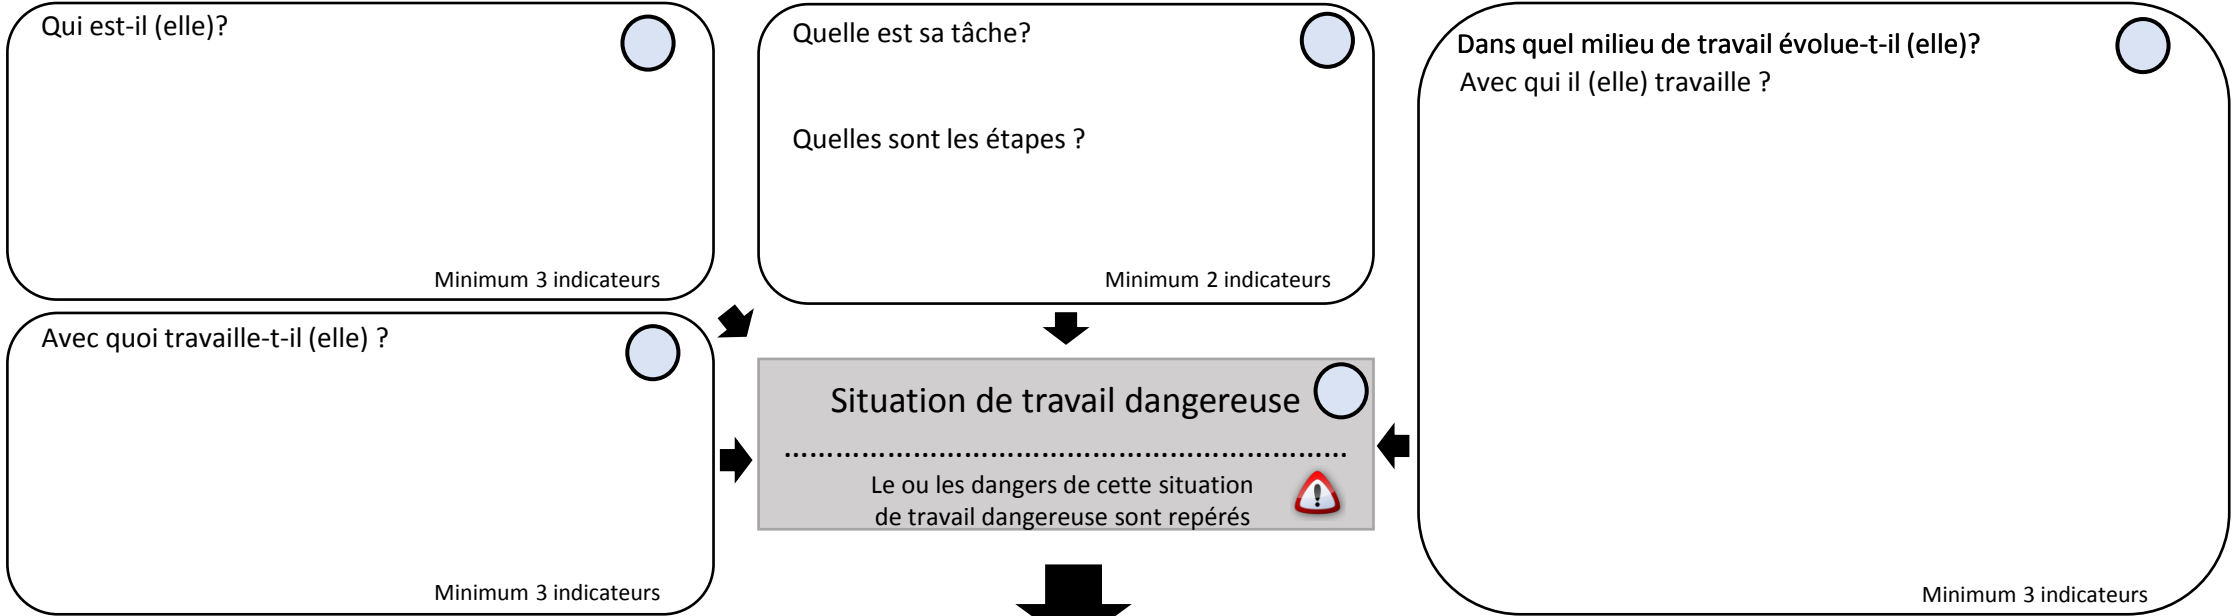 Qui est-il (elle)?
Minimum 3 indicateurs
Quelle est sa tâche?
Quelles sont les étapes ?
Minimum 2 indicateurs
Dans quel milieu de travail évolue-t-il (elle)?
Avec qui il (elle) travaille ?
Minimum 3 indicateurs
Avec quoi travaille-t-il (elle) ?
Minimum 3 indicateurs
Situation de travail dangereuse
..................................................................
Le ou les dangers de cette situation
de travail dangereuse sont repérés